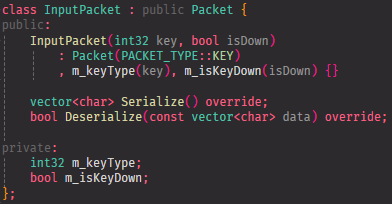 class InputPacket : public Packet {
public:
    InputPacket(int32 key, bool isDown)
        : Packet(PACKET_TYPE::KEY)
        , m_keyType(key), m_isKeyDown(isDown) {}
    vector<char> Serialize() override;
    bool Deserialize(const vector<char> data) override;
private:
    int32 m_keyType;
    bool m_isKeyDown;
};